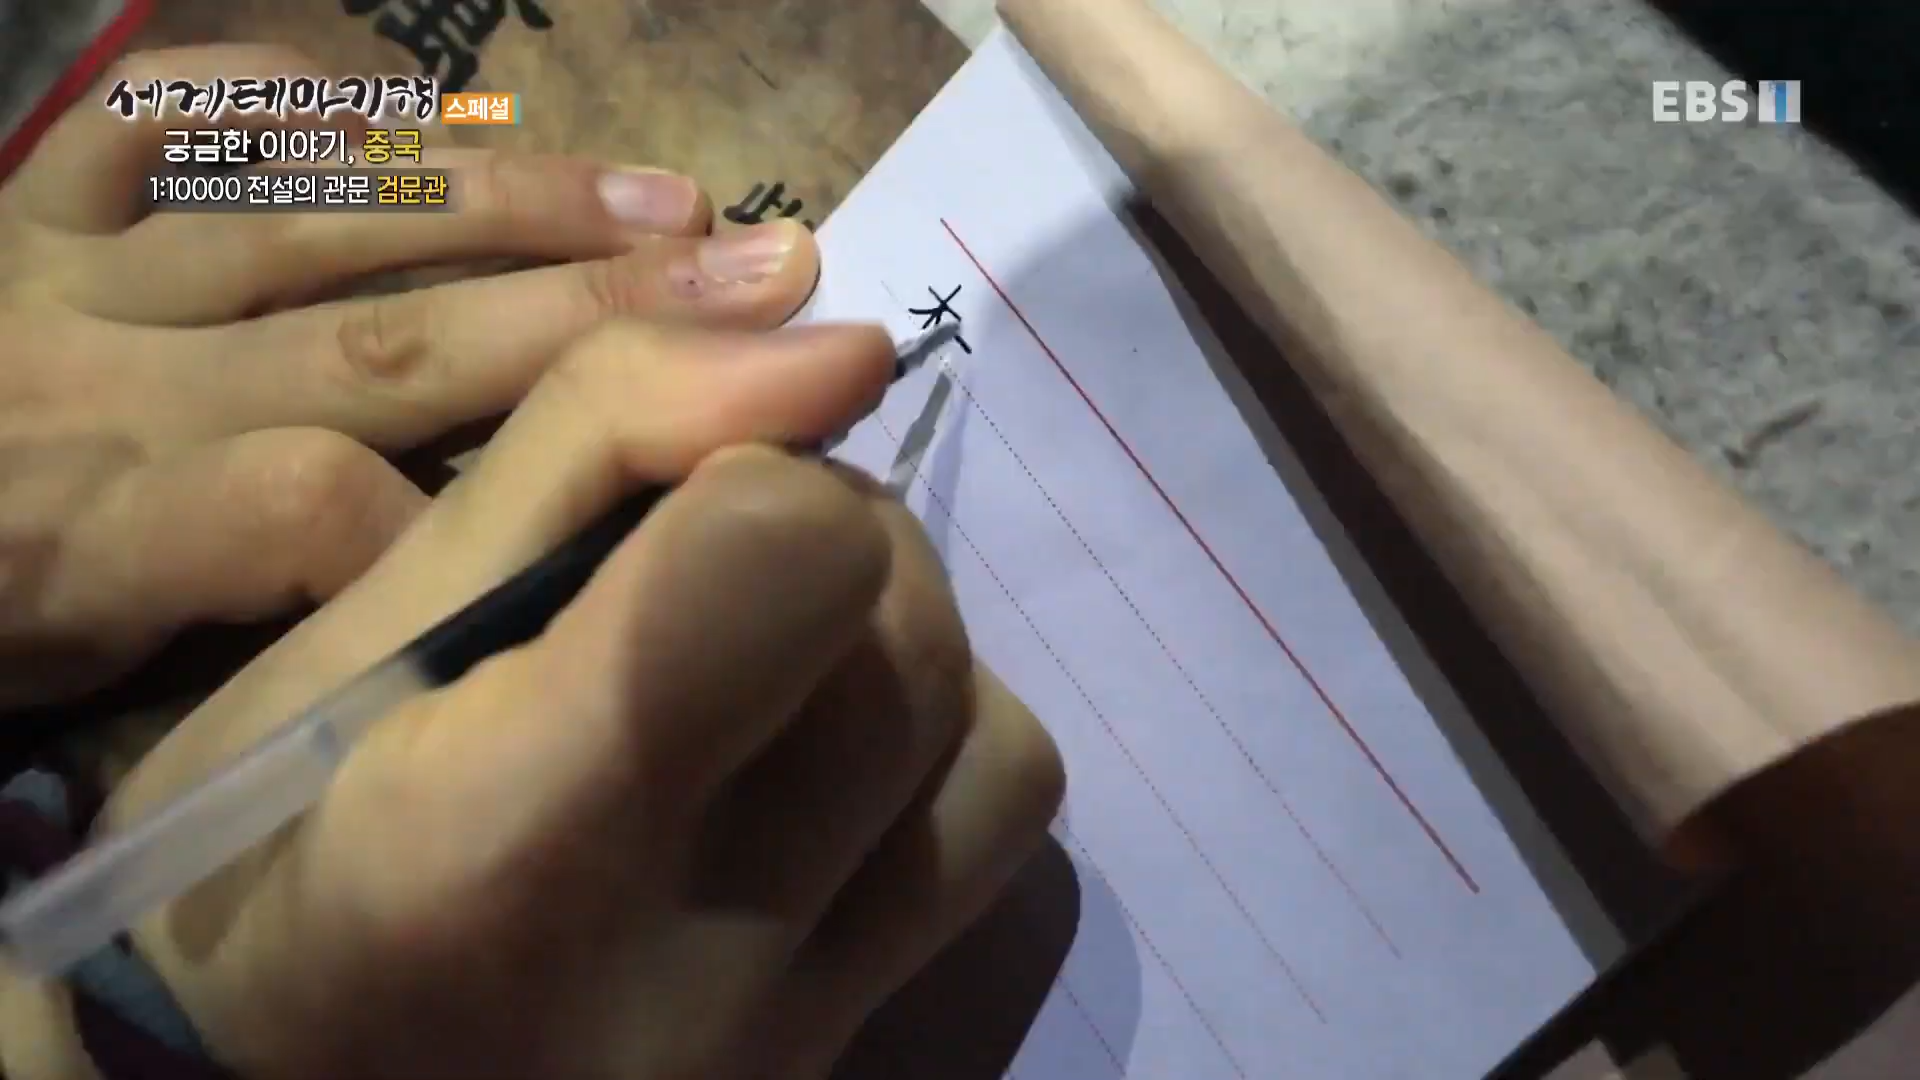 세계테마기행 스페셜
궁금한 이야기, 중국
1:10000 전설의 관문 검문관
EBS 1